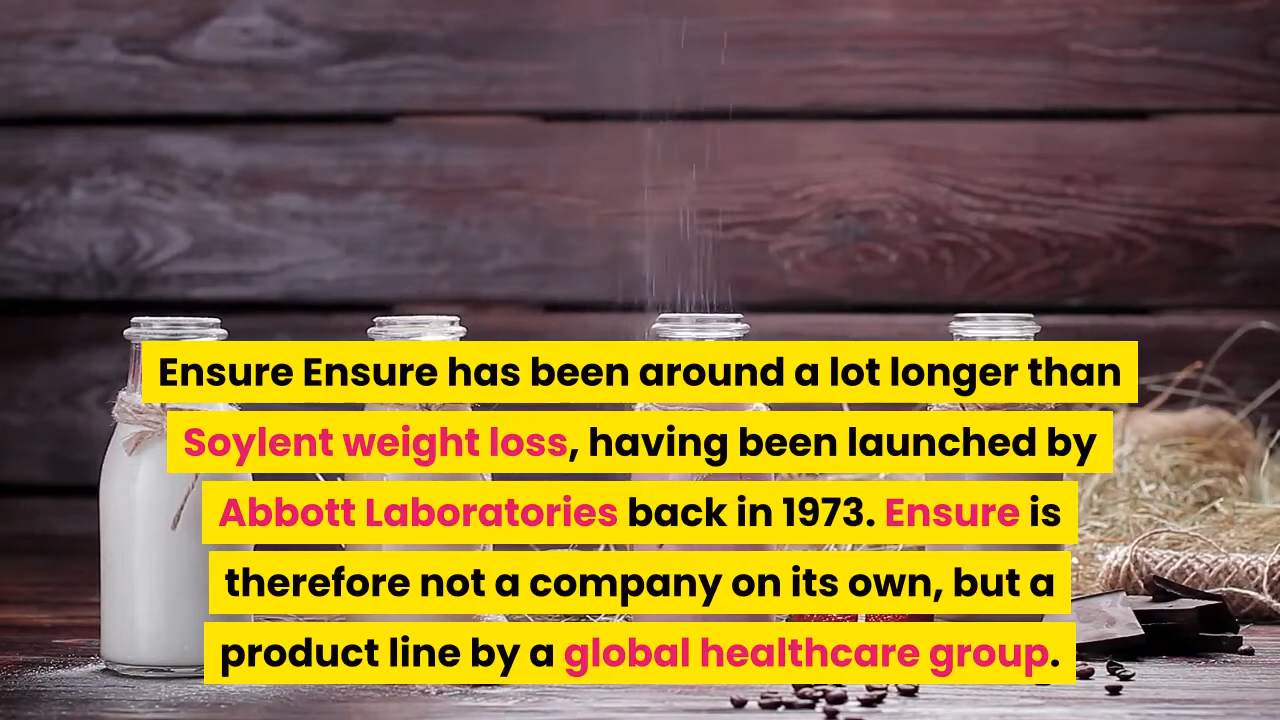 Ensure Ensure has been around a lot longer than
Soylent weight loss, having been launched by
Abbott Laboratories back in 1973. Ensure is
therefore not a company on its own, but a
product line by a global healthcare group.